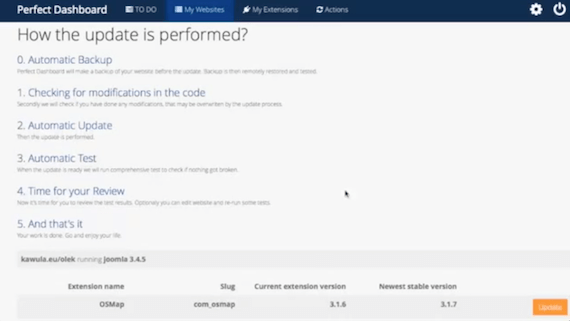 Perfect Dashboard TO DO My Websites My Extensions Actions
How the update is performed?
0. Automatic Backup
Perfect Dashboard will make a backup of your website before the update. Backup is then remotely restored and tested.
1. Checking for modifications in the code
Secondly we will check if you have done any modifications, that may be overwritten by the update process.
2. Automatic Update
Then the update is performed.
3. Automatic Test
When the update is ready we will run comprehensive test to check if nothing got broken.
4. Time for your Review
Now it's time for you to review the test results. Optionally you can edit website and re-run some tests.
5. And that's it
Your work is done. Go and enjoy your life.
kawula.eu/olek running Joomla 3.4.5
Extension name Slug Current extension version Newest stable version
OSMap com_osmap 3.1.6 3.1.7
Update